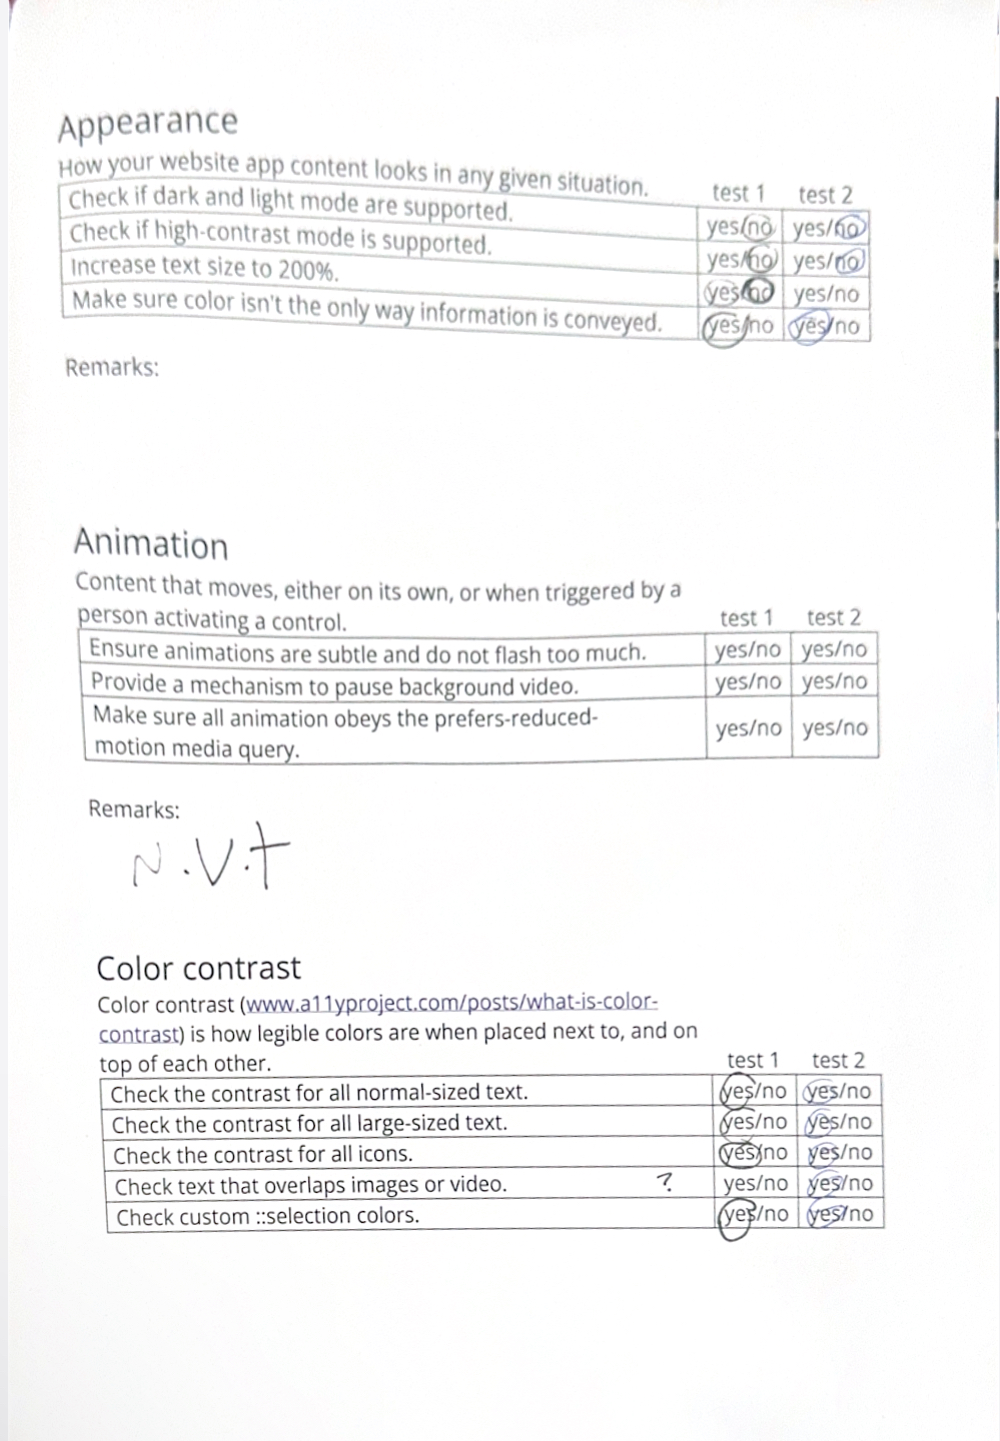 Appearance
How your website app content looks in any given situation.
test 1 test 2
Check if dark and light mode are supported. yes/no yes/no
Check if high-contrast mode is supported. yes/no yes/no
Increase text size to 200%. yes/no yes/no
Make sure color isn't the only way information is conveyed. yes/no yes/no
Remarks:
Animation
Content that moves, either on its own, or when triggered by a
person activating a control. test 1 test 2
Ensure animations are subtle and do not flash too much. yes/no yes/no
Provide a mechanism to pause background video. yes/no yes/no
Make sure all animation obeys the prefers-reduced-
motion media query. yes/no yes/no
Remarks:
N.V.t
Color contrast
Color contrast (www.a11yproject.com/posts/what-is-color-
contrast) is how legible colors are when placed next to, and on
top of each other. test 1 test 2
Check the contrast for all normal-sized text. yes/no yes/no
Check the contrast for all large-sized text. yes/no yes/no
Check the contrast for all icons. yes/no yes/no
Check text that overlaps images or video. ? yes/no yes/no
Check custom ::selection colors. yes/no yes/no